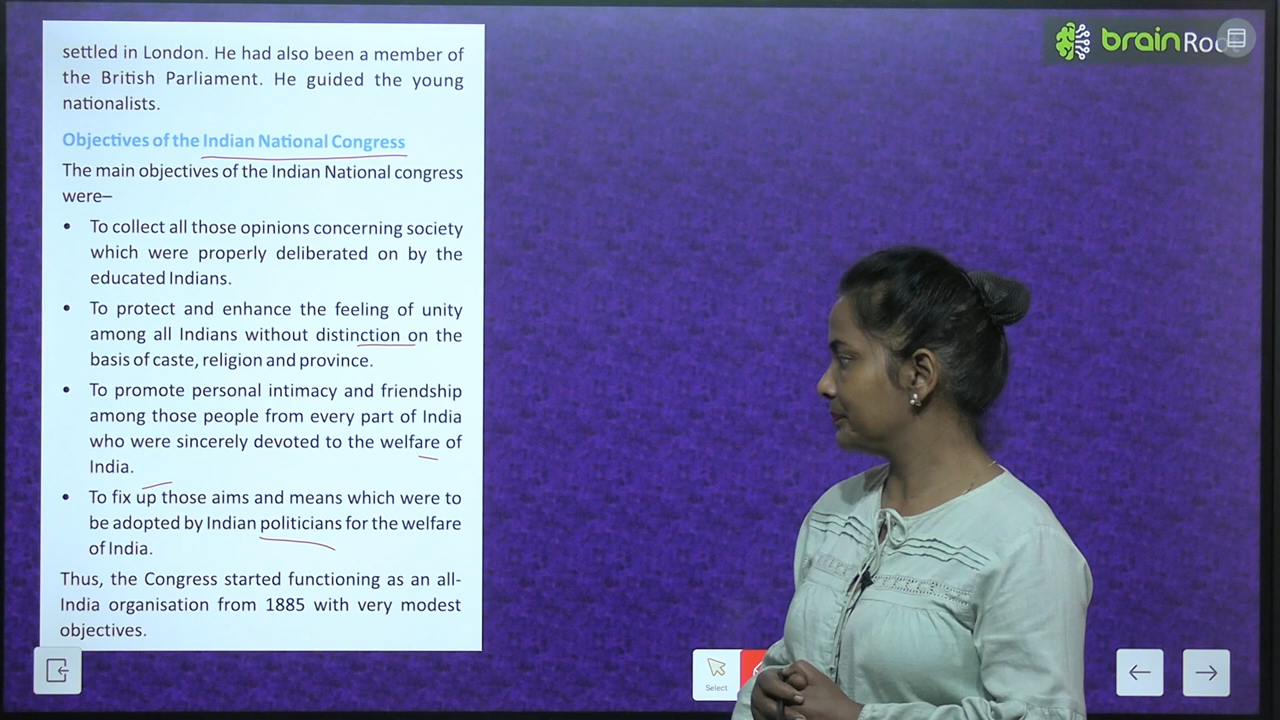 settled in London. He had also been a member of
the British Parliament. He guided the young
nationalists.
Objectives of the Indian National Congress
The main objectives of the Indian National congress
were–
• To collect all those opinions concerning society
which were properly deliberated on by the
educated Indians.
• To protect and enhance the feeling of unity
among all Indians without distinction on the
basis of caste, religion and province.
• To promote personal intimacy and friendship
among those people from every part of India
who were sincerely devoted to the welfare of
India.
• To fix up those aims and means which were to
be adopted by Indian politicians for the welfare
of India.
Thus, the Congress started functioning as an all-
India organisation from 1885 with very modest
objectives.
brain
Select